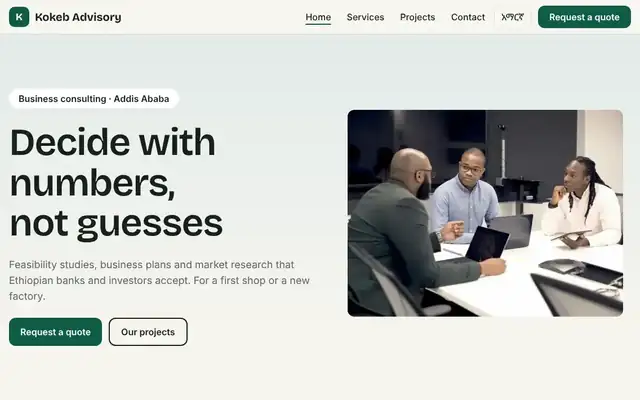 K Kokeb Advisory
Home Services Projects Contact አማርኛ Request a quote
Business consulting · Addis Ababa
Decide with
numbers,
not guesses
Feasibility studies, business plans and market research that
Ethiopian banks and investors accept. For a first shop or a new
factory.
Request a quote Our projects